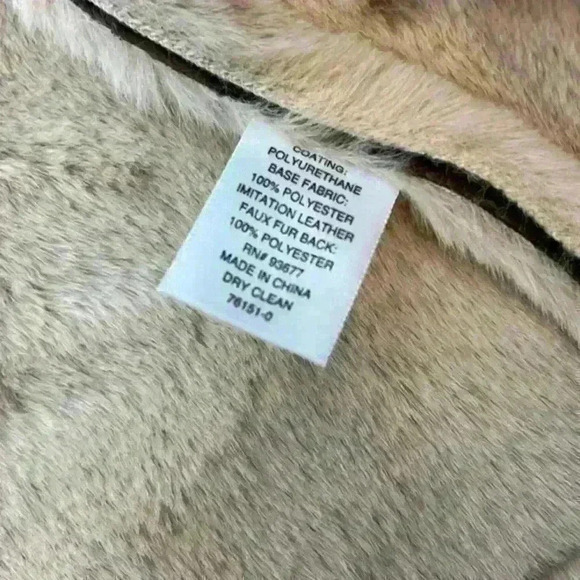 COATING:
POLYURETHANE
BASE FABRIC:
100% POLYESTER
IMITATION LEATHER
FAUX FUR BACK:
100% POLYESTER
RN# 93677
MADE IN CHINA
DRY CLEAN
76151-0